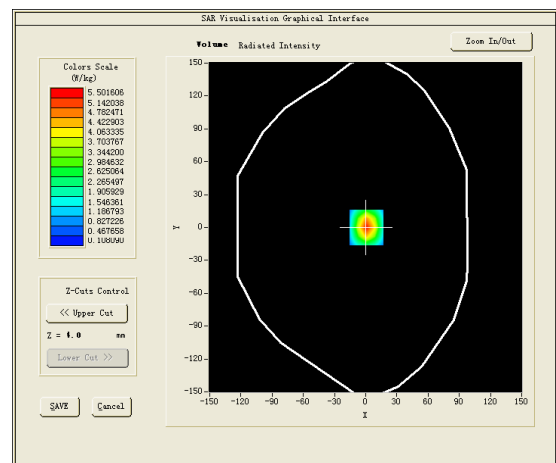 SAR Visualisation Graphical Interface
Volume Radiated Intensity
Zoom In/Out
Colors Scale
(W/kg)
5.501606
5.142038
4.782471
4.422903
4.063335
3.703767
3.344200
2.984632
2.625064
2.265497
1.905929
1.546361
1.186793
0.827226
0.467658
0.108090
150
120
90
60
30
0
-30
-60
-90
-120
-150
Y
-150 -120 -90 -60 -30 0 30 60 90 120 150
X
Z-Cuts Control
<< Upper Cut
Z = 4.0 mm
Lower Cut >>
SAVE Cancel